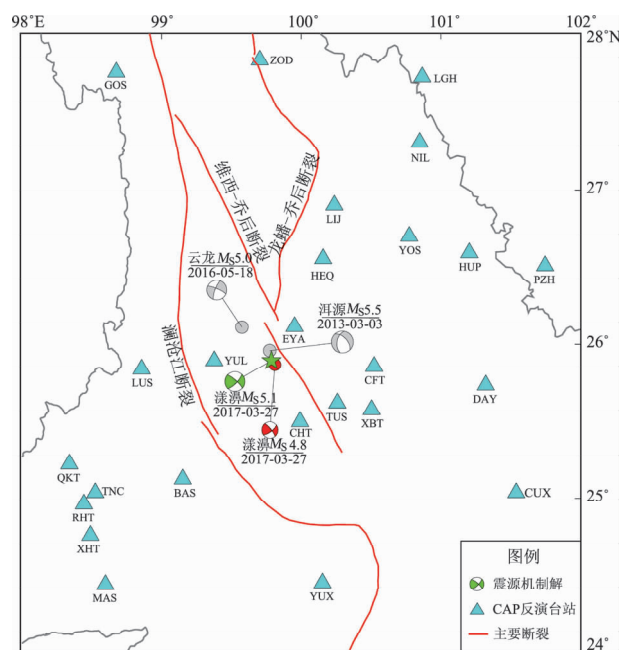 98°E
99.0°
100.0°
101.0°
102°
28°N
27°
26°
25°
24°
GOS
ZOD
LGH
NIL
维西–乔后断裂
龙蟠–乔后断裂
LIJ
YOS
HUP
PZH
HEQ
云龙MS5.0
2016-05-18
洱源MS5.5
2013-03-03
EYA
澜沧江断裂
YUL
LUS
CFT
DAY
漾濞MS5.1
2017-03-27
TUS
XBT
CHT
漾濞MS4.8
2017-03-27
QKT
TNC
BAS
CUX
RHT
XHT
MAS
YUX
图例
震源机制解
CAP反演台站
主要断裂